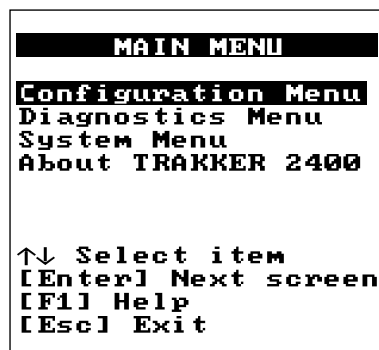 MAIN MENU
Configuration Menu
Diagnostics Menu
System Menu
About TRAKKER 2400
↑↓ Select item
[Enter] Next screen
[F1] Help
[Esc] Exit